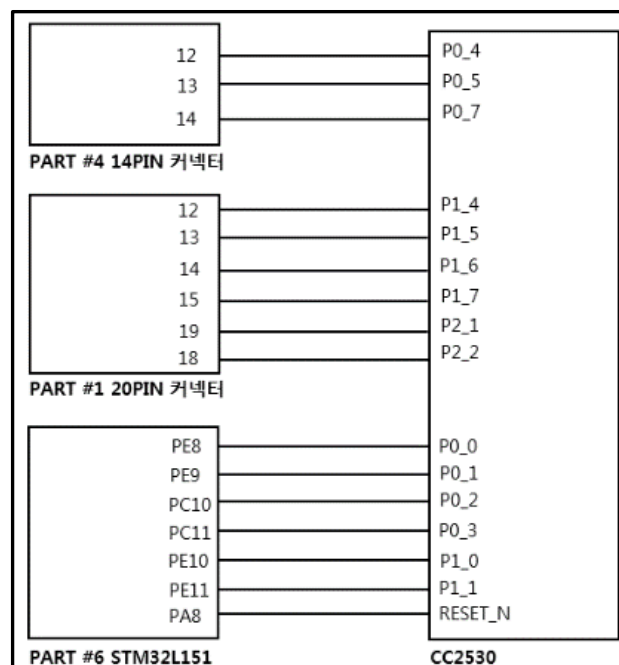 12 P0_4
13 P0_5
14 P0_7
PART #4 14PIN 커넥터
12 P1_4
13 P1_5
14 P1_6
15 P1_7
19 P2_1
18 P2_2
PART #1 20PIN 커넥터
PE8 P0_0
PE9 P0_1
PC10 P0_2
PC11 P0_3
PE10 P1_0
PE11 P1_1
PA8 RESET_N
PART #6 STM32L151 CC2530